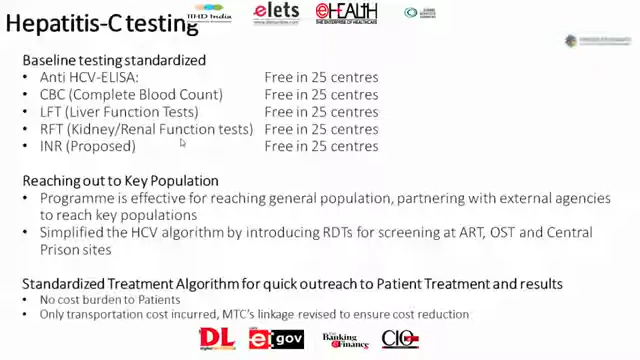 Hepatitis-C testing
IIHD India
elets
eHEALTH
THE ENTERPRISE OF HEALTHCARE
Baseline testing standardized
• Anti HCV-ELISA: Free in 25 centres
• CBC (Complete Blood Count) Free in 25 centres
• LFT (Liver Function Tests) Free in 25 centres
• RFT (Kidney/Renal Function tests) Free in 25 centres
• INR (Proposed) Free in 25 centres
Reaching out to Key Population
• Programme is effective for reaching general population, partnering with external agencies
to reach key populations
• Simplified the HCV algorithm by introducing RDTs for screening at ART, OST and Central
Prison sites
Standardized Treatment Algorithm for quick outreach to Patient Treatment and results
• No cost burden to Patients
• Only transportation cost incurred, MTC's linkage revised to ensure cost reduction
DL
egov
Banking & Finance
CIO